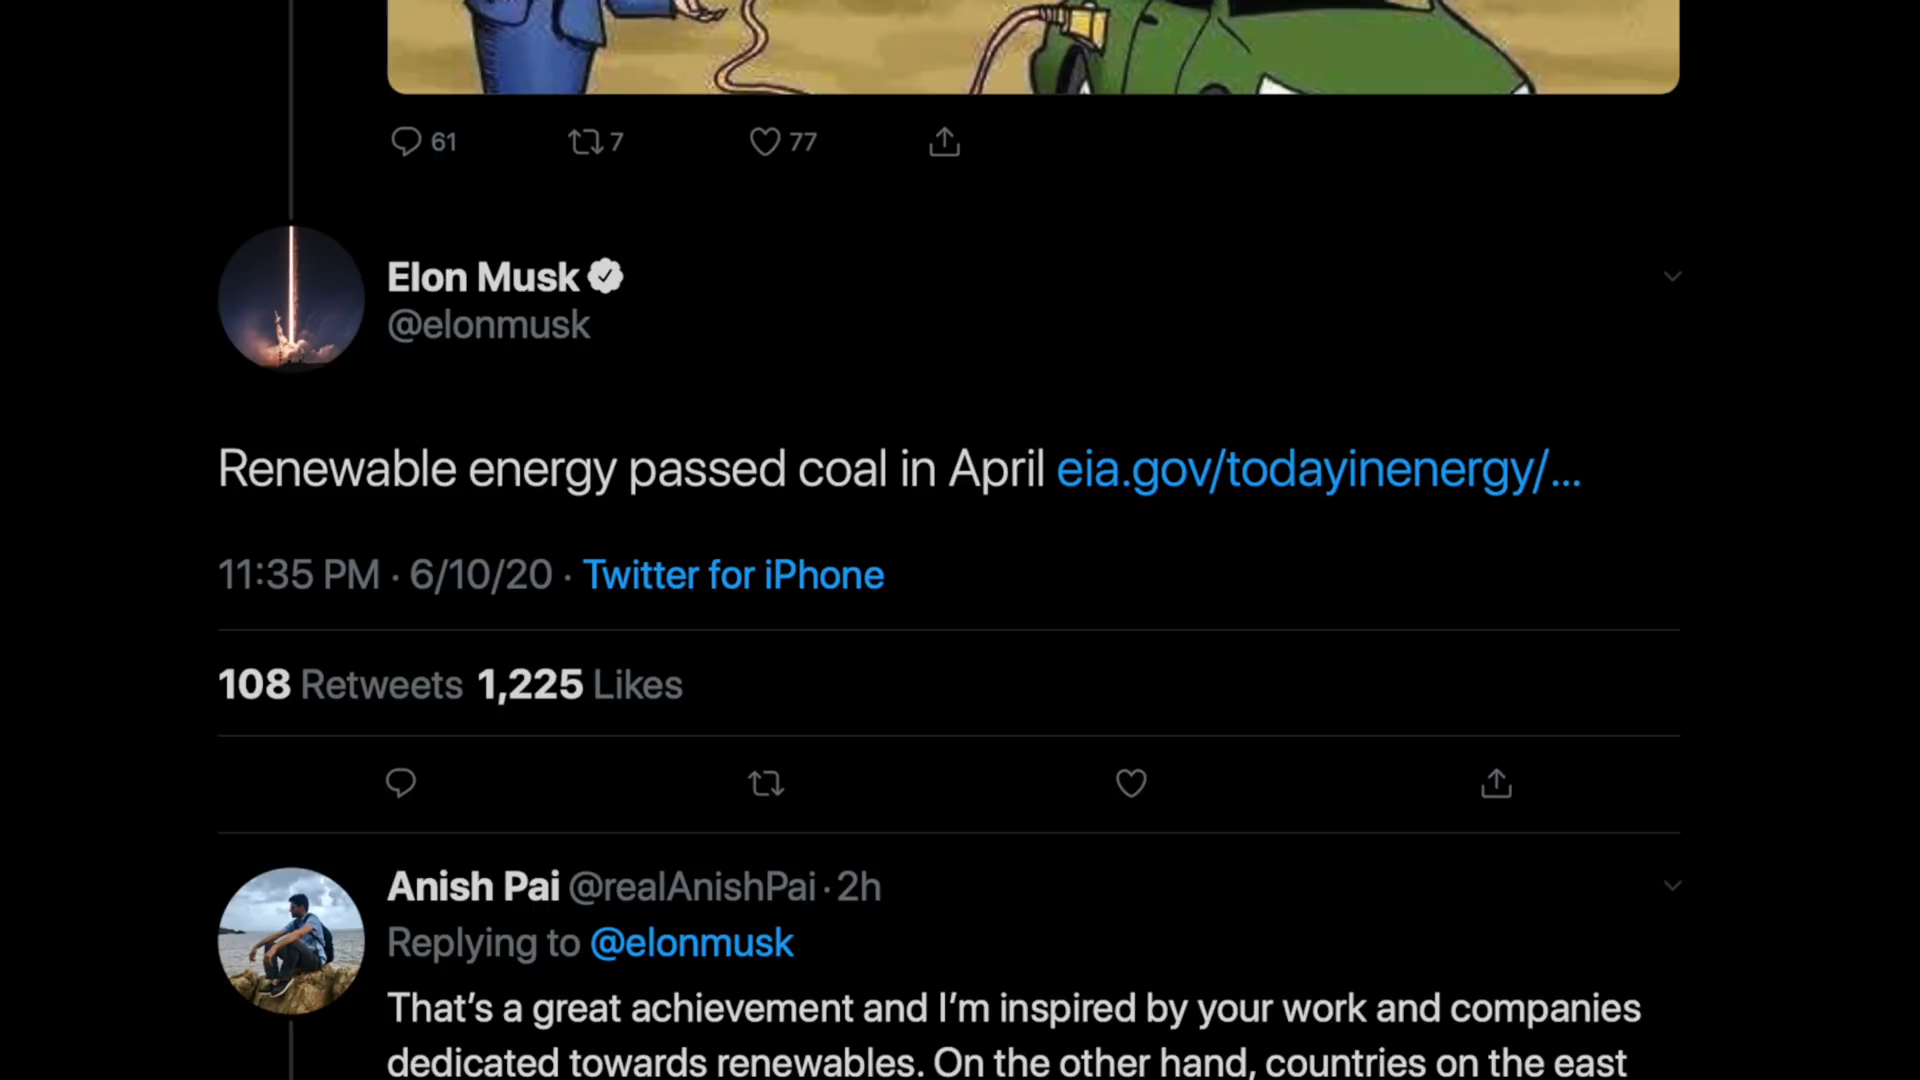 61 7 77
Elon Musk
@elonmusk
Renewable energy passed coal in April eia.gov/todayinenergy/...
11:35 PM · 6/10/20 · Twitter for iPhone
108 Retweets 1,225 Likes
Anish Pai @realAnishPai · 2h
Replying to @elonmusk
That's a great achievement and I'm inspired by your work and companies
dedicated towards renewables. On the other hand, countries on the east